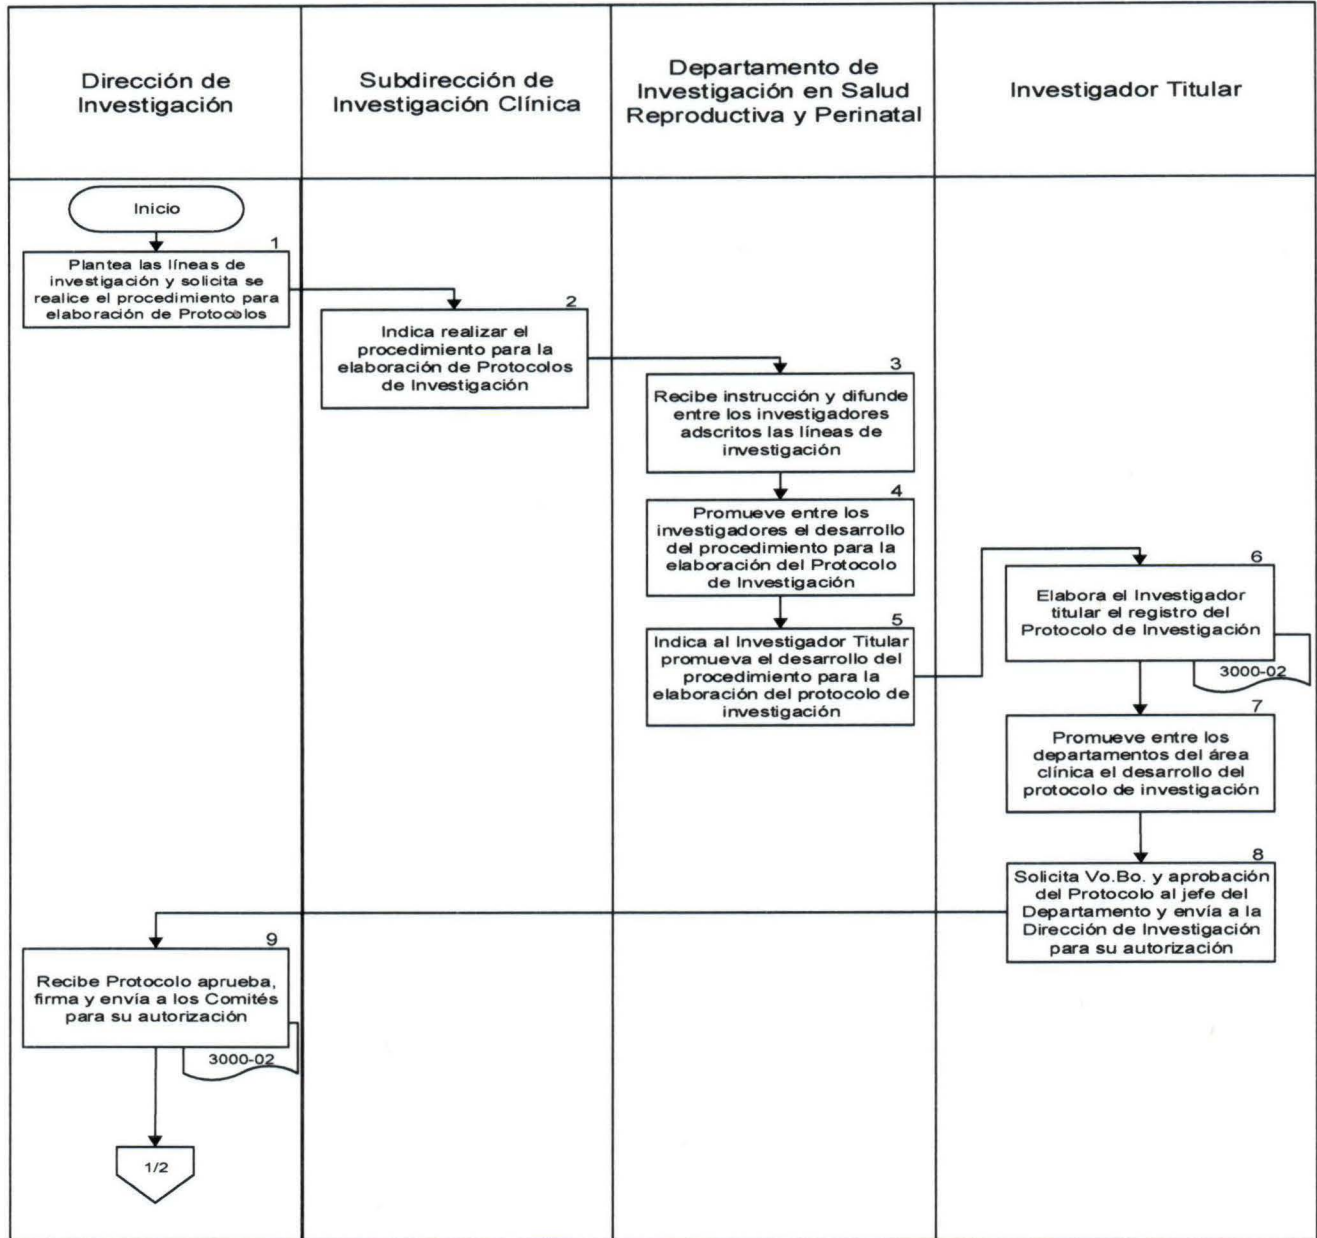 Dirección de
Investigación
Subdirección de
Investigación Clínica
Departamento de
Investigación en Salud
Reproductiva y Perinatal
Investigador Titular
Inicio
1
Plantea las líneas de
investigación y solicita se
realice el procedimiento para
elaboración de Protocolos
2
Indica realizar el
procedimiento para la
elaboración de Protocolos
de Investigación
3
Recibe instrucción y difunde
entre los investigadores
adscritos las líneas de
investigación
4
Promueve entre los
investigadores el desarrollo
del procedimiento para la
elaboración del Protocolo
de Investigación
5
Indica al Investigador Titular
promueva el desarrollo del
procedimiento para la
elaboración del protocolo de
investigación
6
Elabora el Investigador
titular el registro del
Protocolo de Investigación
3000-02
7
Promueve entre los
departamentos del área
clínica el desarrollo del
protocolo de investigación
8
Solicita Vo.Bo. y aprobación
del Protocolo al jefe del
Departamento y envía a la
Dirección de Investigación
para su autorización
9
Recibe Protocolo aprueba,
firma y envía a los Comités
para su autorización
3000-02
1/2